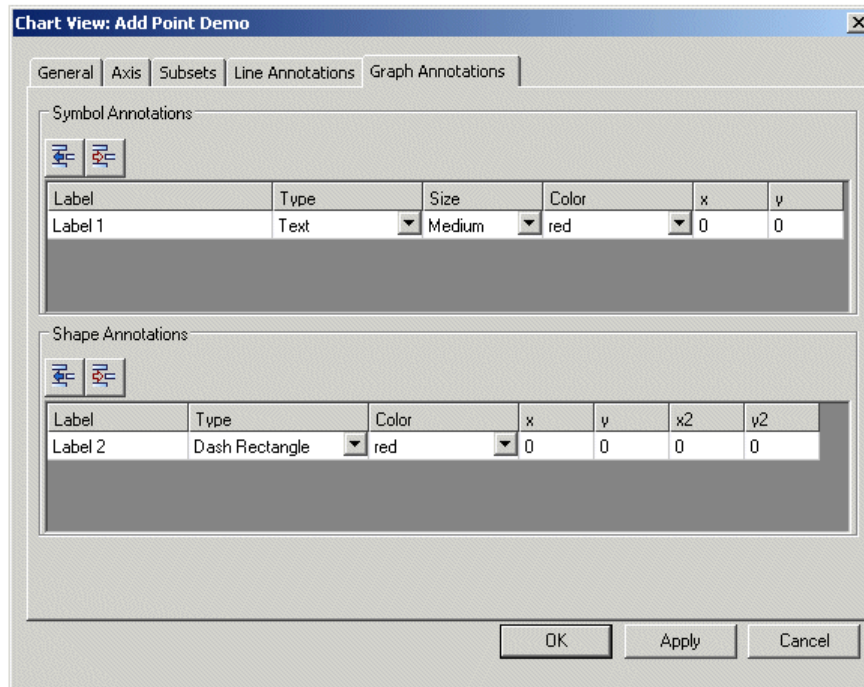 Chart View: Add Point Demo
General Axis Subsets Line Annotations Graph Annotations
Symbol Annotations
Label Type Size Color x y
Label 1 Text Medium red 0 0
Shape Annotations
Label Type Color x y x2 y2
Label 2 Dash Rectangle red 0 0 0 0
OK Apply Cancel